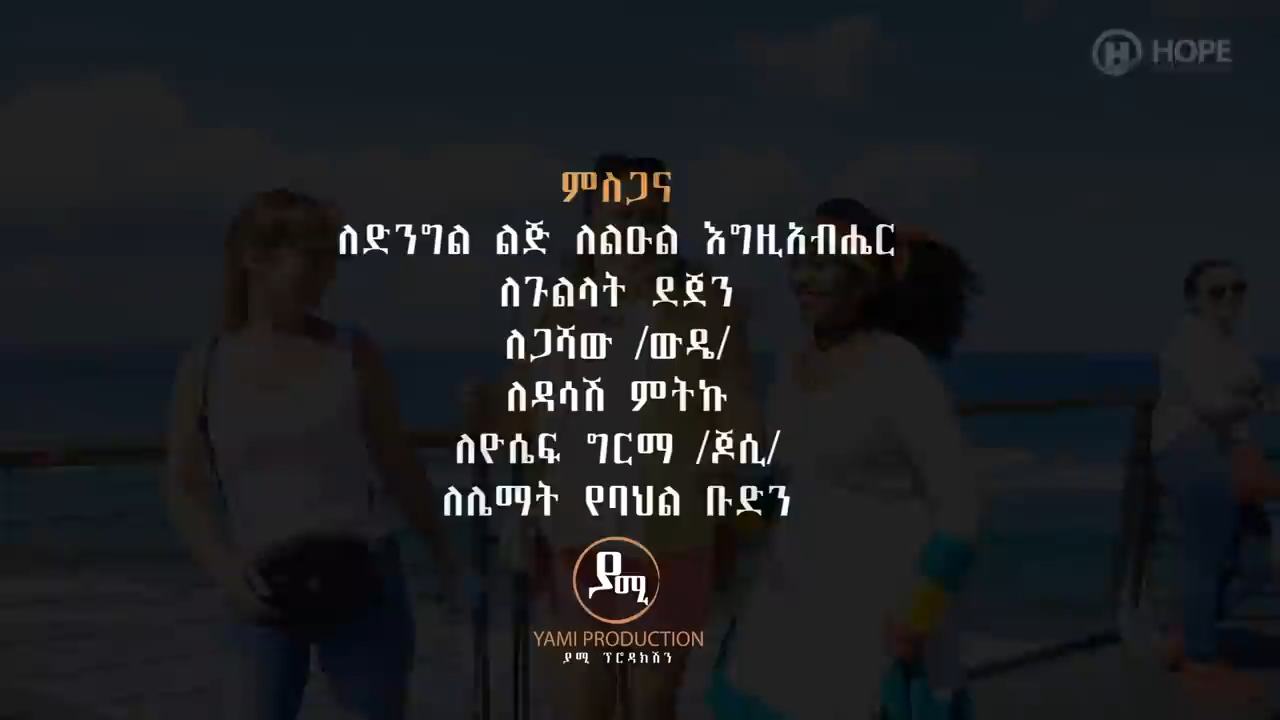 HOPE
ምስጋና
ለድንግል ልጅ ለልዑል እግዚአብሔር
ለጉልላት ደጀን
ለጋሻው /ውዴ/
ለዳሳሽ ምትኩ
ለዮሴፍ ግርማ /ጆሲ/
ለሌማት የባህል ቡድን
ያሚ
YAMI PRODUCTION
ያሚ ፕሮዳክሽን